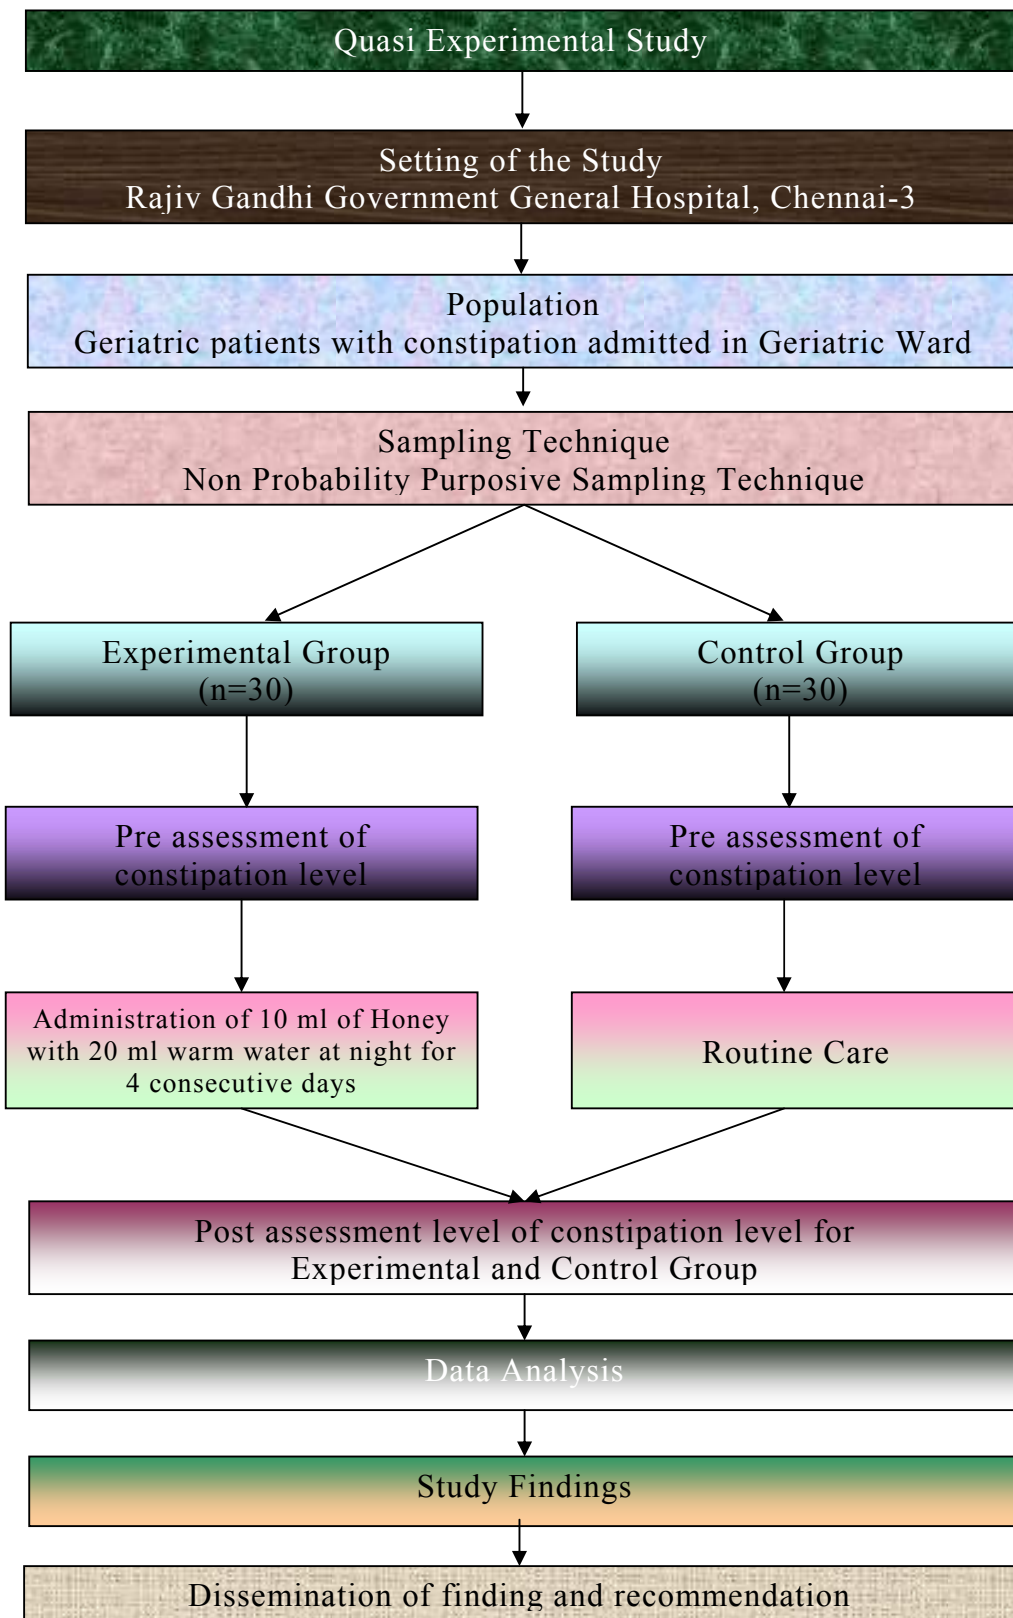 Quasi Experimental Study
Setting of the Study
Rajiv Gandhi Government General Hospital, Chennai-3
Population
Geriatric patients with constipation admitted in Geriatric Ward
Sampling Technique
Non Probability Purposive Sampling Technique
Experimental Group
(n=30)
Control Group
(n=30)
Pre assessment of
constipation level
Pre assessment of
constipation level
Administration of 10 ml of Honey
with 20 ml warm water at night for
4 consecutive days
Routine Care
Post assessment level of constipation level for
Experimental and Control Group
Data Analysis
Study Findings
Dissemination of finding and recommendation